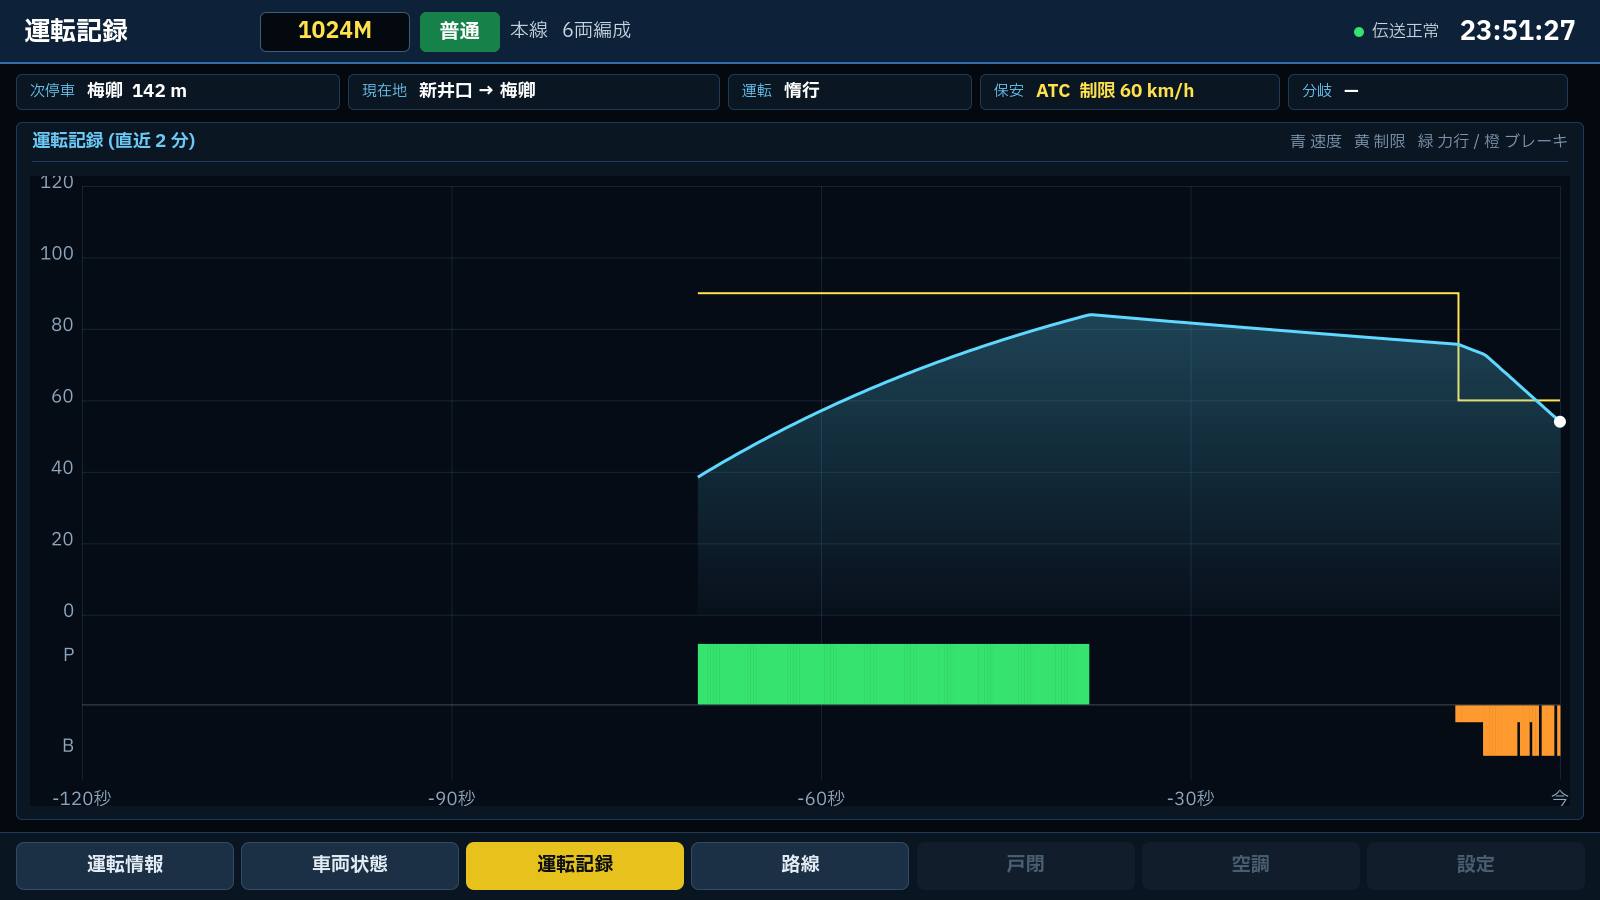 運転記録
1024M
普通
本線 6両編成
伝送正常
23:51:27
次停車 梅卿 142 m
現在地 新井口 → 梅卿
運転 惰行
保安 ATC 制限 60 km/h
分岐 —
運転記録 (直近 2 分)
青 速度 黄 制限 緑 力行 / 橙 ブレーキ
120
100
80
60
40
20
0
P
B
-120秒
-90秒
-60秒
-30秒
今
運転情報
車両状態
運転記録
路線
戸閉
空調
設定